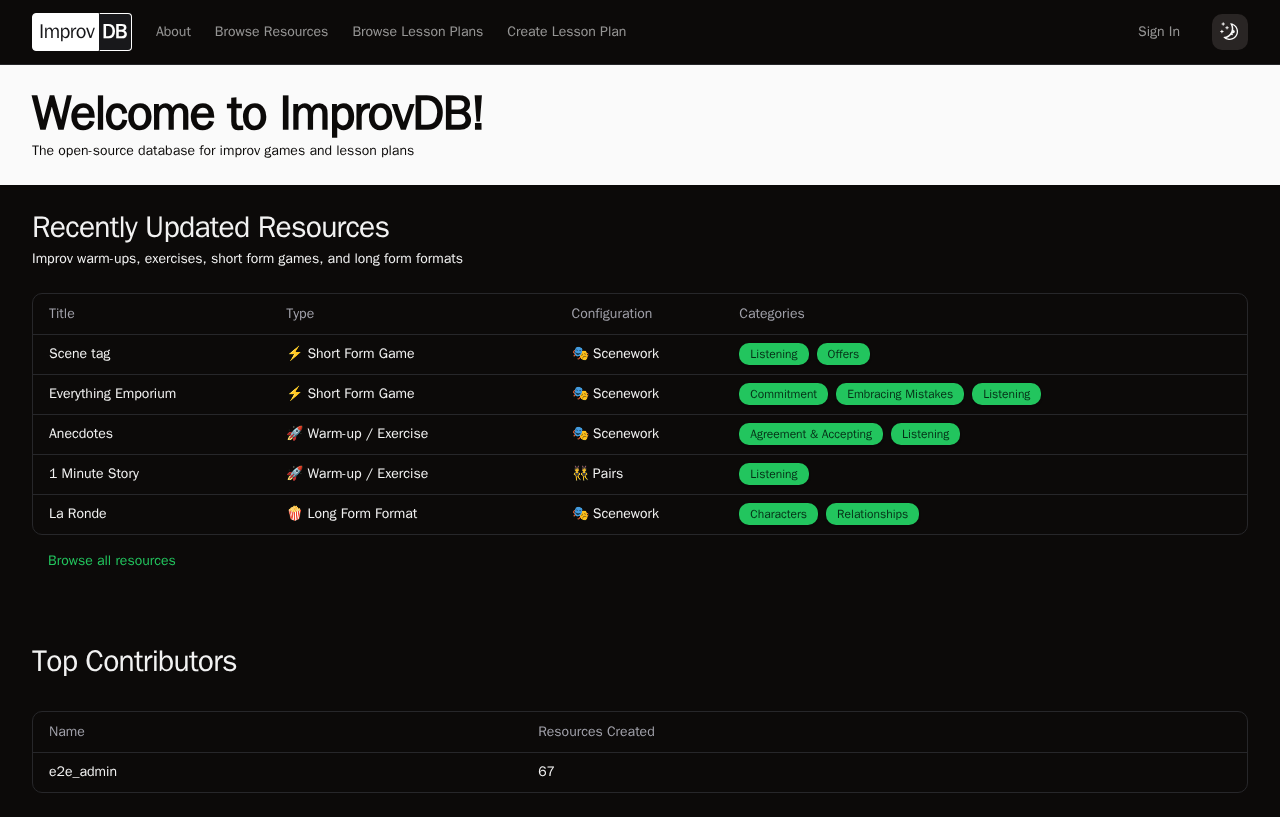 Improv DB About Browse Resources Browse Lesson Plans Create Lesson Plan Sign In
Welcome to ImprovDB!
The open-source database for improv games and lesson plans
Recently Updated Resources
Improv warm-ups, exercises, short form games, and long form formats
Title Type Configuration Categories
Scene tag ⚡ Short Form Game 🎭 Scenework Listening Offers
Everything Emporium ⚡ Short Form Game 🎭 Scenework Commitment Embracing Mistakes Listening
Anecdotes 🚀 Warm-up / Exercise 🎭 Scenework Agreement & Accepting Listening
1 Minute Story 🚀 Warm-up / Exercise 👯 Pairs Listening
La Ronde 🍿 Long Form Format 🎭 Scenework Characters Relationships
Browse all resources
Top Contributors
Name Resources Created
e2e_admin 67